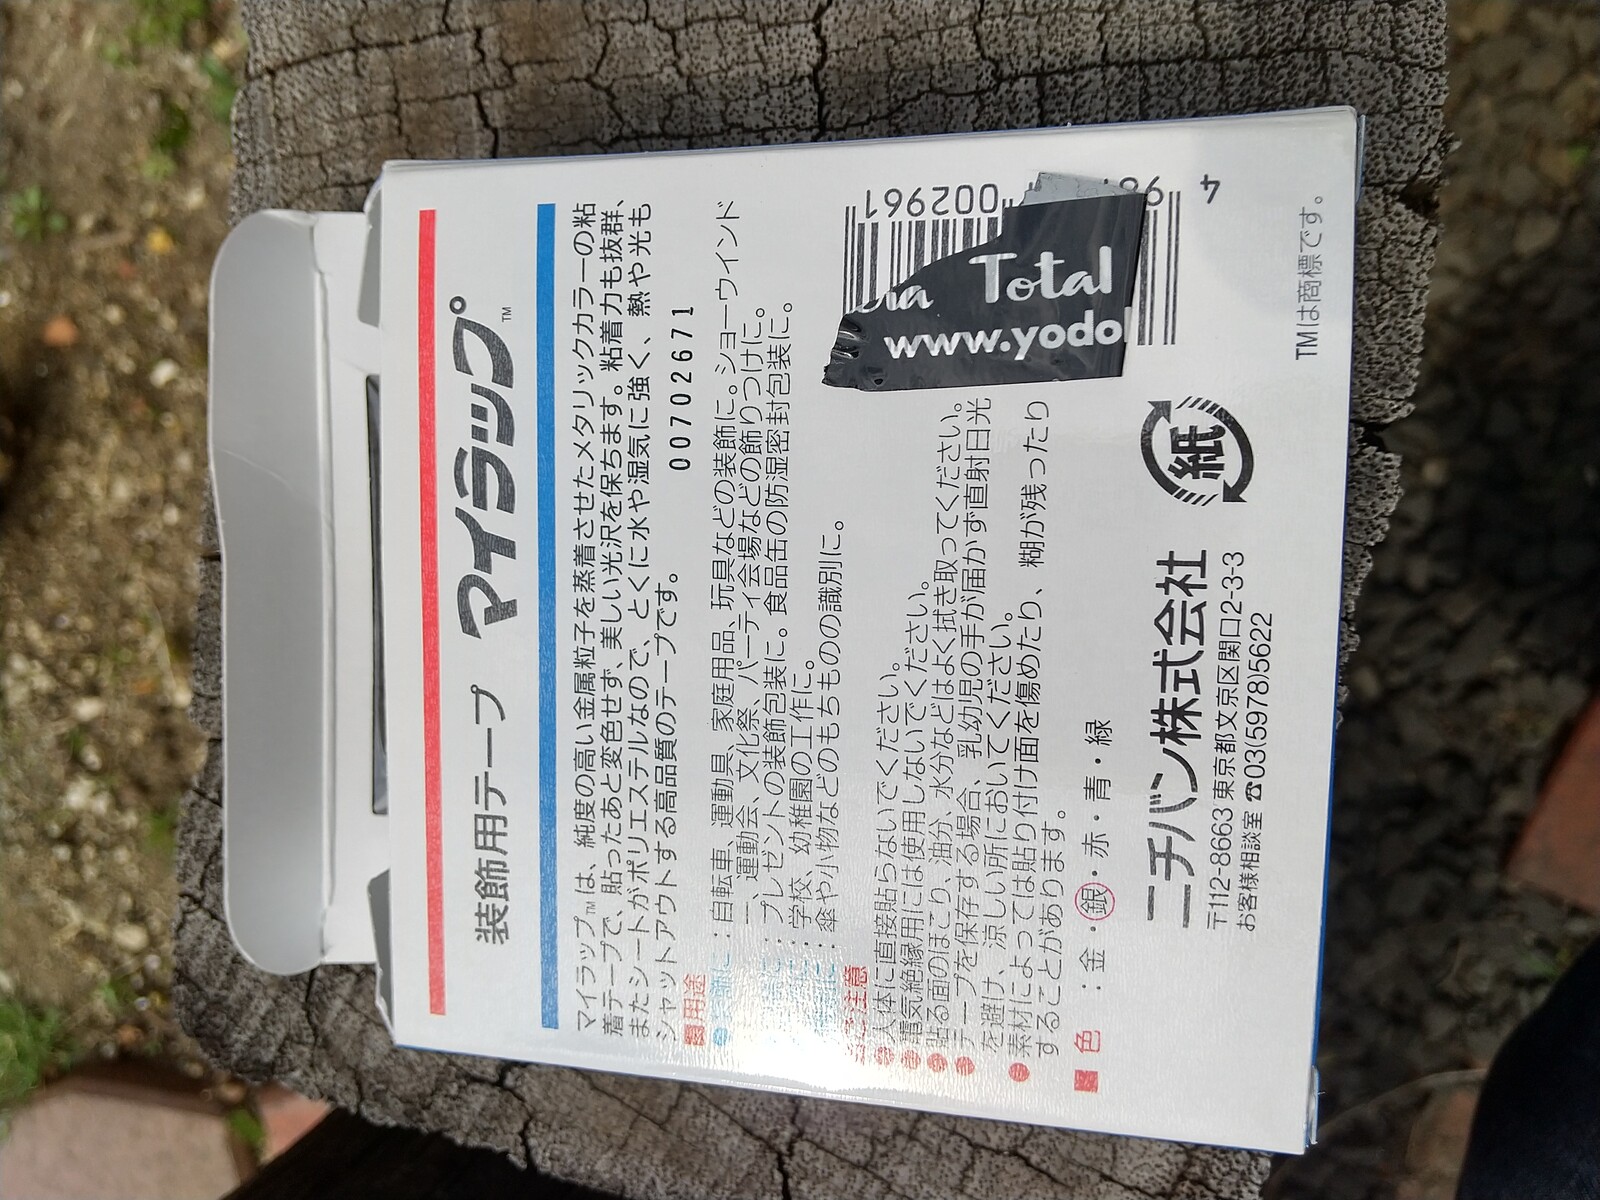 装飾用テープ マイラップ™
マイラップ™は、純度の高い金属粒子を蒸着させたメタリックカラーの粘
着テープで、貼ったあと変色せず、美しい光沢を保ちます。粘着力も抜群、
またシートがポリエステルなので、とくに水や湿気に強く、熱や光も
シャットアウトする高品質のテープです。
00702671
■用途
：自転車、運動具、家庭用品、玩具などの装飾に。ショーウインド
ー、運動会、文化祭、パーティ会場などの飾りつけに。
：プレゼントの装飾包装に。食品缶の防湿密封包装に。
：学校、幼稚園の工作に。
：傘や小物などのもちものの識別に。
ご注意
●人体に直接貼らないでください。
●電気絶縁用には使用しないでください。
●貼る面のほこり、油分、水分などはよく拭き取ってください。
●テープを保存する場合、乳幼児の手が届かず直射日光
を避け、涼しい所においてください。
●素材によっては貼り付け面を傷めたり、糊が残ったり
することがあります。
■色 ：金・銀・赤・青・緑
ニチバン株式会社
〒112-8663 東京都文京区関口2-3-3
お客様相談室 ☎03(5978)5622
紙
TMは商標です。
4
002961
Total
www.yodo